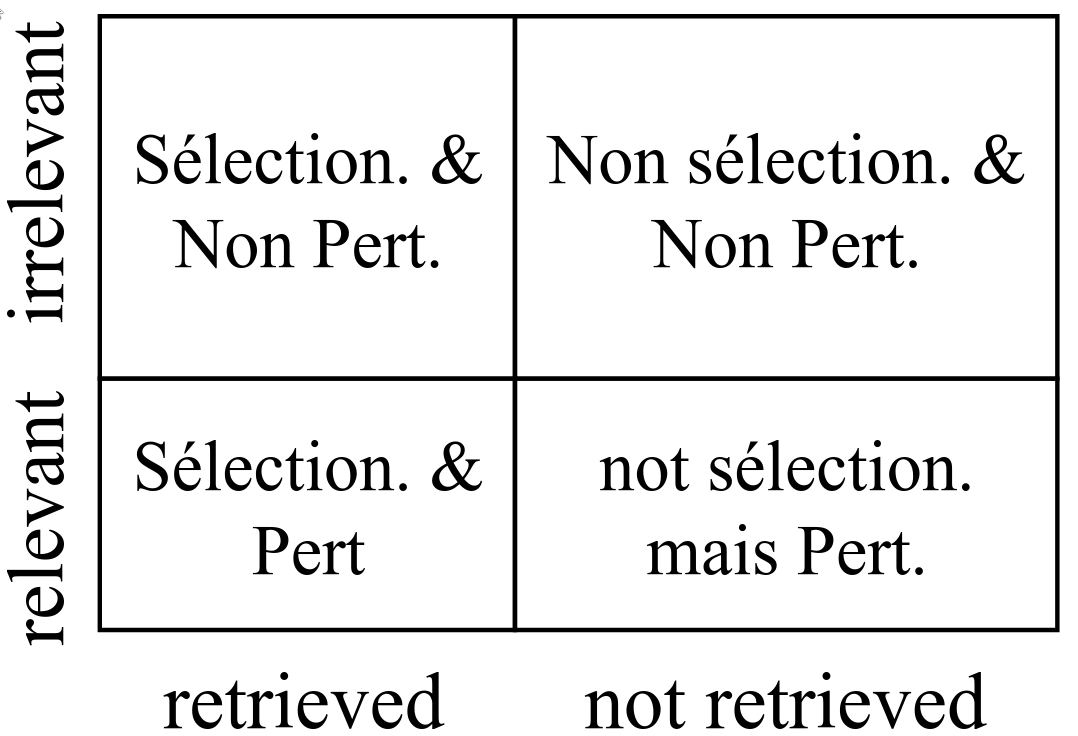 irrelevant
Sélection. &
Non Pert.
Non sélection. &
Non Pert.
relevant
Sélection. &
Pert
not sélection.
mais Pert.
retrieved
not retrieved